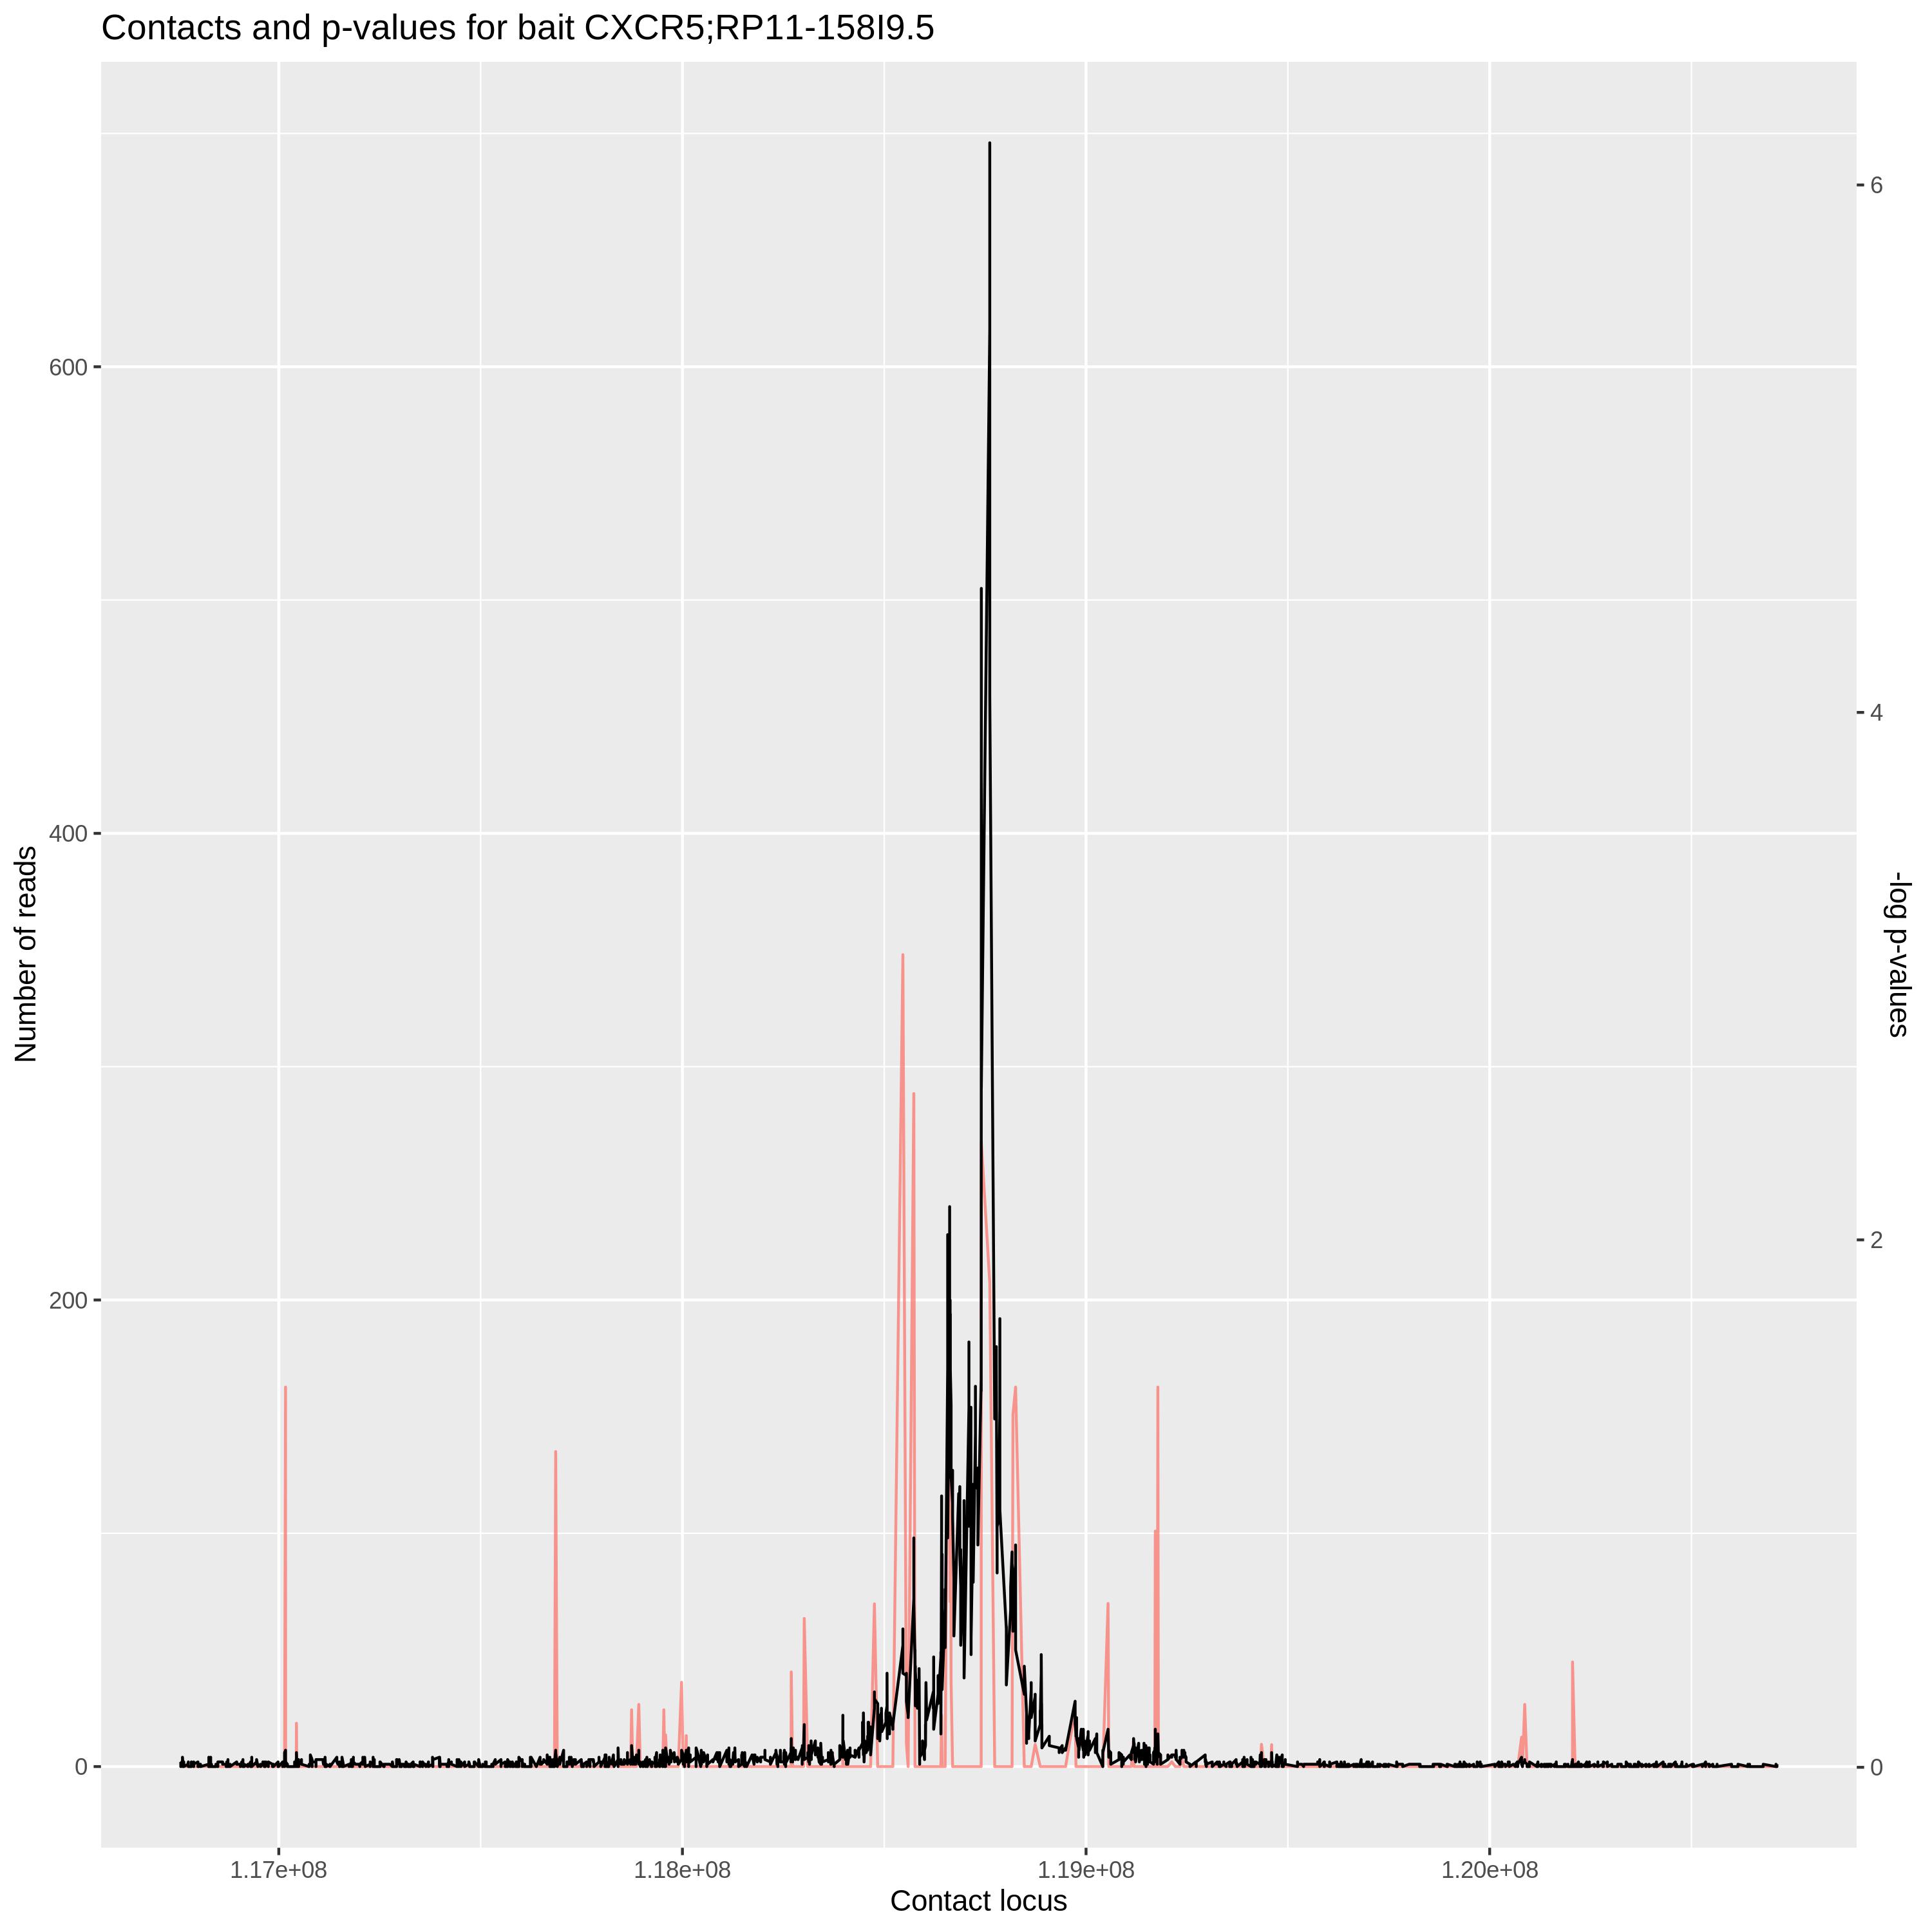 Contacts and p-values for bait CXCR5;RP11-158I9.5
600
400
200
0
Number of reads
6
4
2
0
-log p-values
1.17e+08
1.18e+08
1.19e+08
1.20e+08
Contact locus